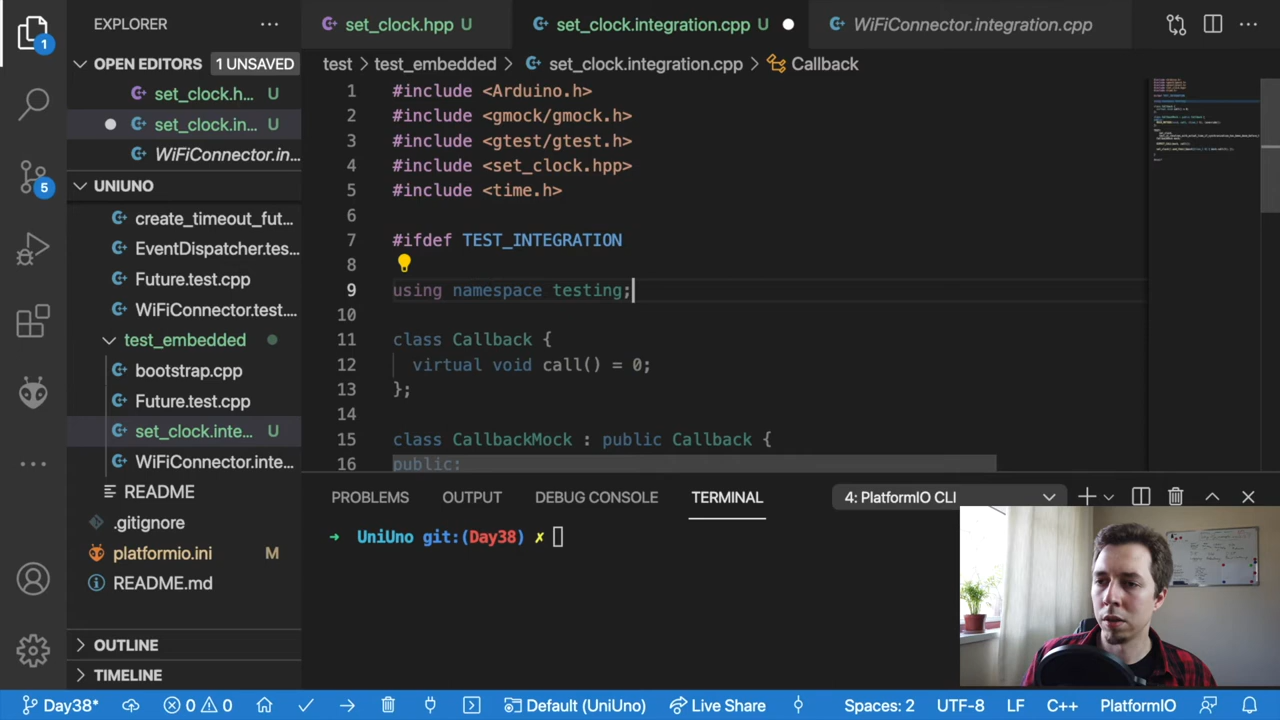 EXPLORER
OPEN EDITORS 1 UNSAVED
set_clock.h... U
set_clock.in... U
WiFiConnector.in...
UNIUNO
create_timeout_fut...
EventDispatcher.tes...
Future.test.cpp
WiFiConnector.test....
test_embedded
bootstrap.cpp
Future.test.cpp
set_clock.inte... U
WiFiConnector.inte...
README
.gitignore
platformio.ini M
README.md
OUTLINE
TIMELINE
1
5
set_clock.hpp U
set_clock.integration.cpp U
WiFiConnector.integration.cpp
test > test_embedded > set_clock.integration.cpp > Callback
1 #include <Arduino.h>
2 #include <gmock/gmock.h>
3 #include <gtest/gtest.h>
4 #include <set_clock.hpp>
5 #include <time.h>
6
7 #ifdef TEST_INTEGRATION
8
9 using namespace testing;
10
11 class Callback {
12 virtual void call() = 0;
13 };
14
15 class CallbackMock : public Callback {
16 public:
PROBLEMS OUTPUT DEBUG CONSOLE TERMINAL 4: PlatformIO CLI
→ UniUno git:(Day38) ✗
Day38* 0 0 Default (UniUno) Live Share Spaces: 2 UTF-8 LF C++ PlatformIO